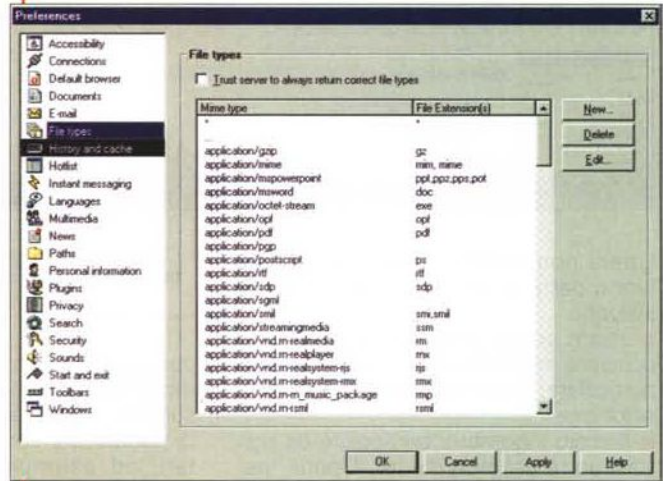 Preferences
Accessibility
Connections
Default browser
Documents
E-mail
File types
History and cache
Hotlist
Instant messaging
Languages
Multimedia
News
Paths
Personal information
Plugins
Privacy
Search
Security
Sounds
Start and exit
Toolbars
Windows
File types
Trust server to always return correct file types
Mime type File Extension(s)
* *
...
application/gzip gz
application/mime mim, mime
application/mspowerpoint ppt,ppz,pps,pot
application/msword doc
application/octet-stream exe
application/opf opf
application/pdf pdf
application/pgp
application/postscript ps
application/rtf rtf
application/sdp sdp
application/sgml
application/smil smi,smil
application/streamingmedia ssm
application/vnd.rn-realmedia rm
application/vnd.rn-realplayer rnx
application/vnd.rn-realsystem-rjs rjs
application/vnd.rn-realsystem-rmx rmx
application/vnd.rn-rn_music_package rmp
application/vnd.rn-rsml rsml
New...
Delete
Edit...
OK Cancel Apply Help